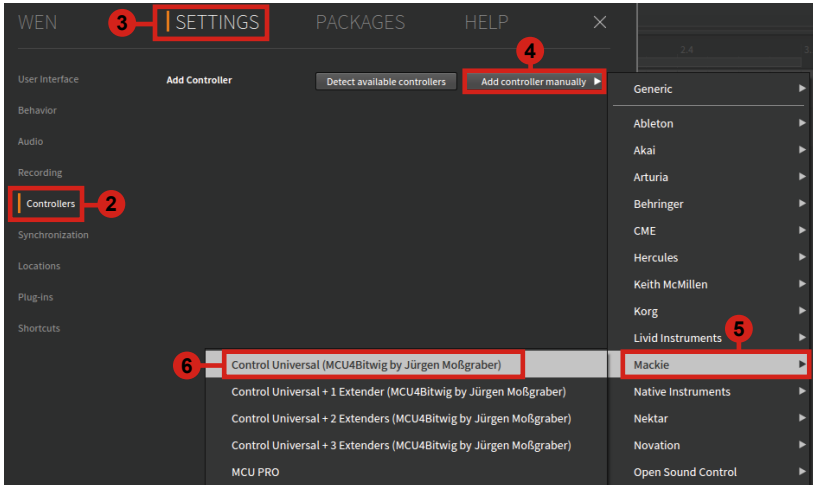 WEN
3
SETTINGS
PACKAGES
HELP
4
2.4
3.
User Interface
Add Controller
Detect available controllers
Add controller manually
Generic
Behavior
Ableton
Audio
Akai
Recording
Arturia
Controllers
2
Behringer
CME
Synchronization
Hercules
Locations
Keith McMillen
Plug-ins
Korg
Shortcuts
5
Livid Instruments
6
Control Universal (MCU4Bitwig by Jürgen Moßgraber)
Mackie
Control Universal + 1 Extender (MCU4Bitwig by Jürgen Moßgraber)
Native Instruments
Control Universal + 2 Extenders (MCU4Bitwig by Jürgen Moßgraber)
Nektar
Control Universal + 3 Extenders (MCU4Bitwig by Jürgen Moßgraber)
Novation
MCU PRO
Open Sound Control